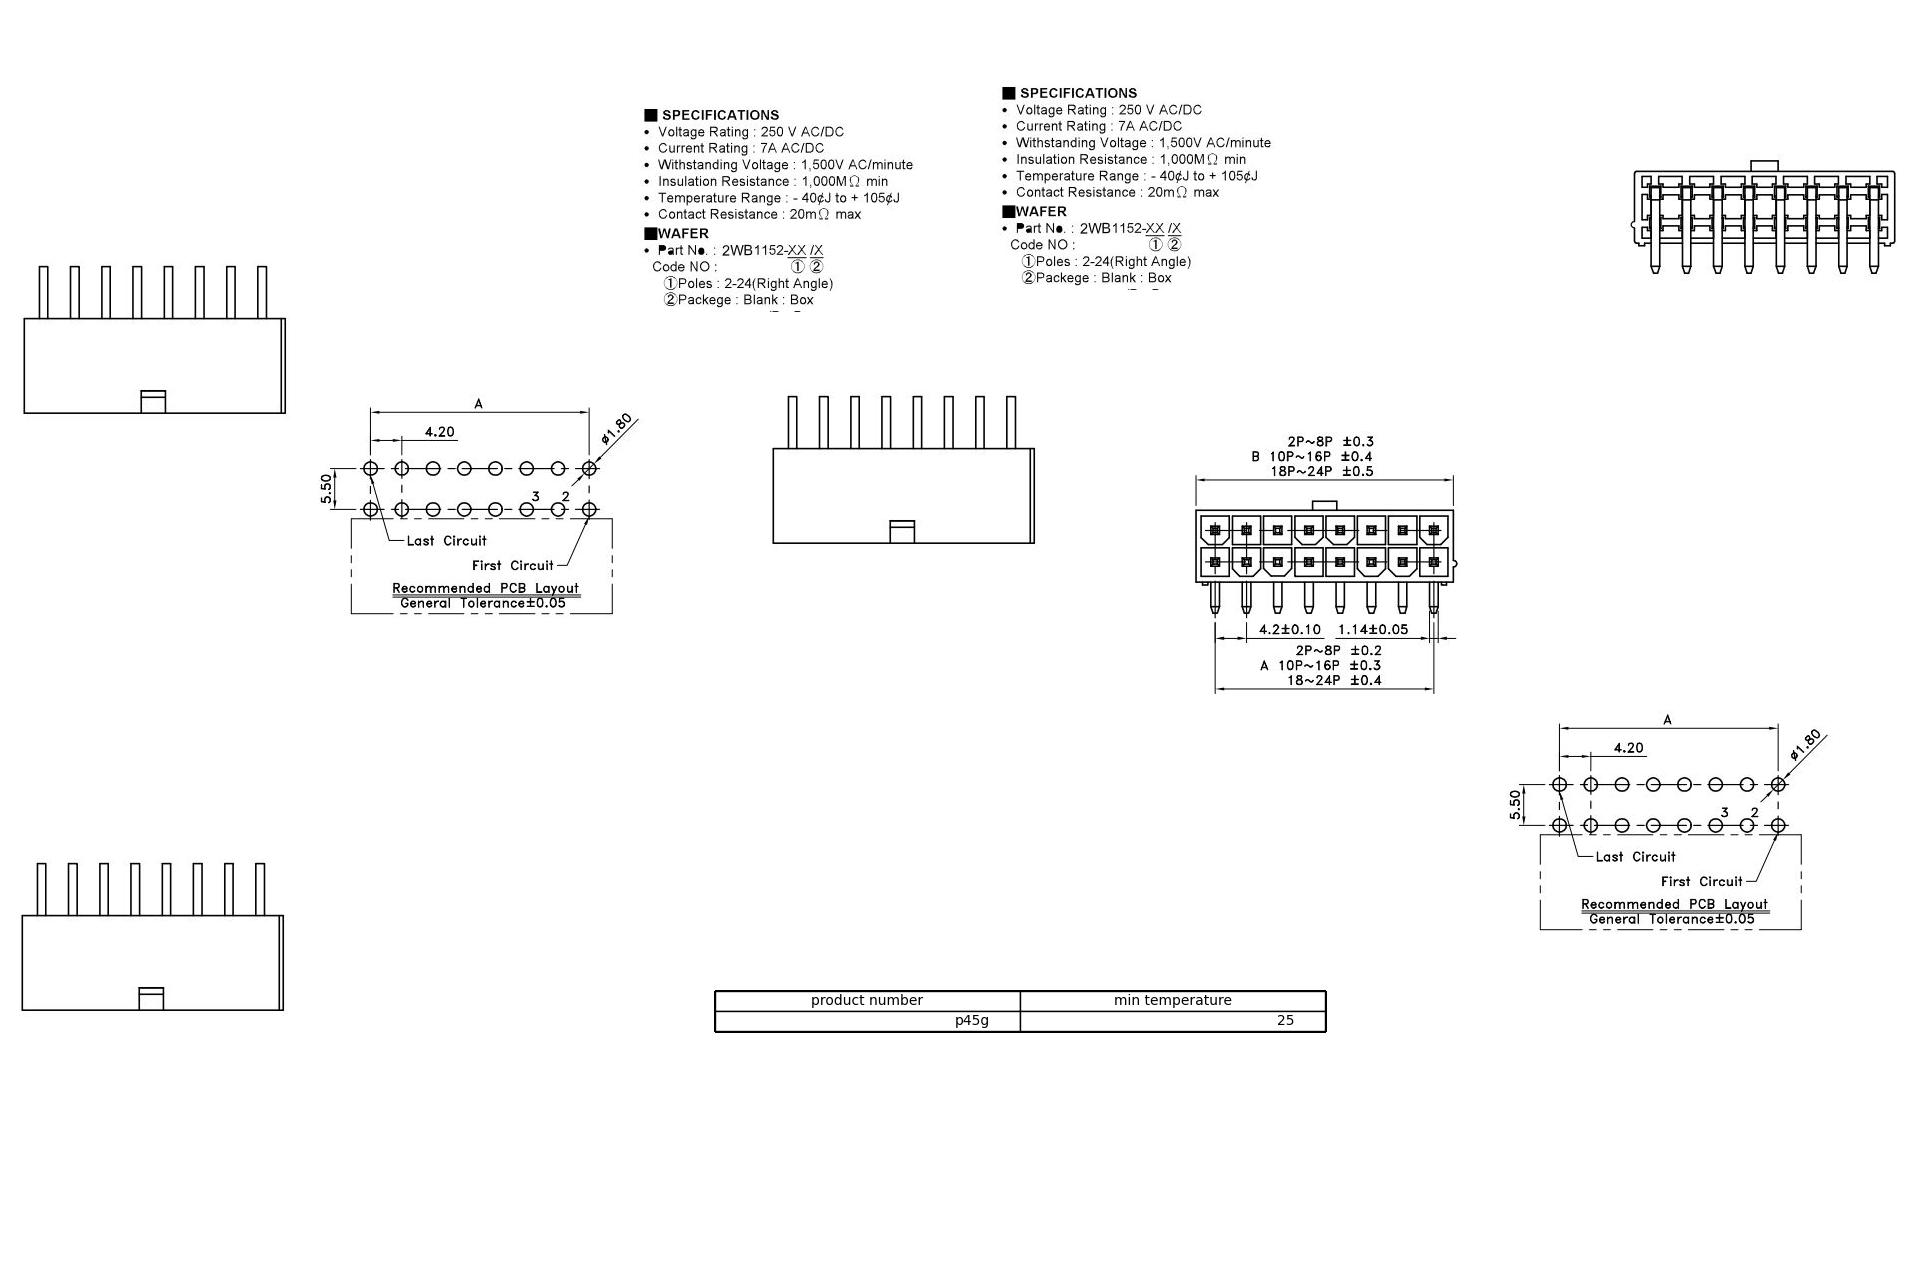 ■ SPECIFICATIONS
• Voltage Rating : 250 V AC/DC
• Current Rating : 7A AC/DC
• Withstanding Voltage : 1,500V AC/minute
• Insulation Resistance : 1,000MΩ min
• Temperature Range : - 40¢J to + 105¢J
• Contact Resistance : 20mΩ max
■WAFER
• Part No. : 2WB1152-XX /X
Code NO : ① ②
①Poles : 2-24(Right Angle)
②Packege : Blank : Box
■ SPECIFICATIONS
• Voltage Rating : 250 V AC/DC
• Current Rating : 7A AC/DC
• Withstanding Voltage : 1,500V AC/minute
• Insulation Resistance : 1,000MΩ min
• Temperature Range : - 40¢J to + 105¢J
• Contact Resistance : 20mΩ max
■WAFER
• Part No. : 2WB1152-XX /X
Code NO : ① ②
①Poles : 2-24(Right Angle)
②Packege : Blank : Box
A
4.20
ø1.80
5.50
3 2
Last Circuit
First Circuit
Recommended PCB Layout
General Tolerance±0.05
2P~8P ±0.3
B 10P~16P ±0.4
18P~24P ±0.5
4.2±0.10 1.14±0.05
2P~8P ±0.2
A 10P~16P ±0.3
18~24P ±0.4
A
4.20
ø1.80
5.50
3 2
Last Circuit
First Circuit
Recommended PCB Layout
General Tolerance±0.05
product number min temperature
p45g 25